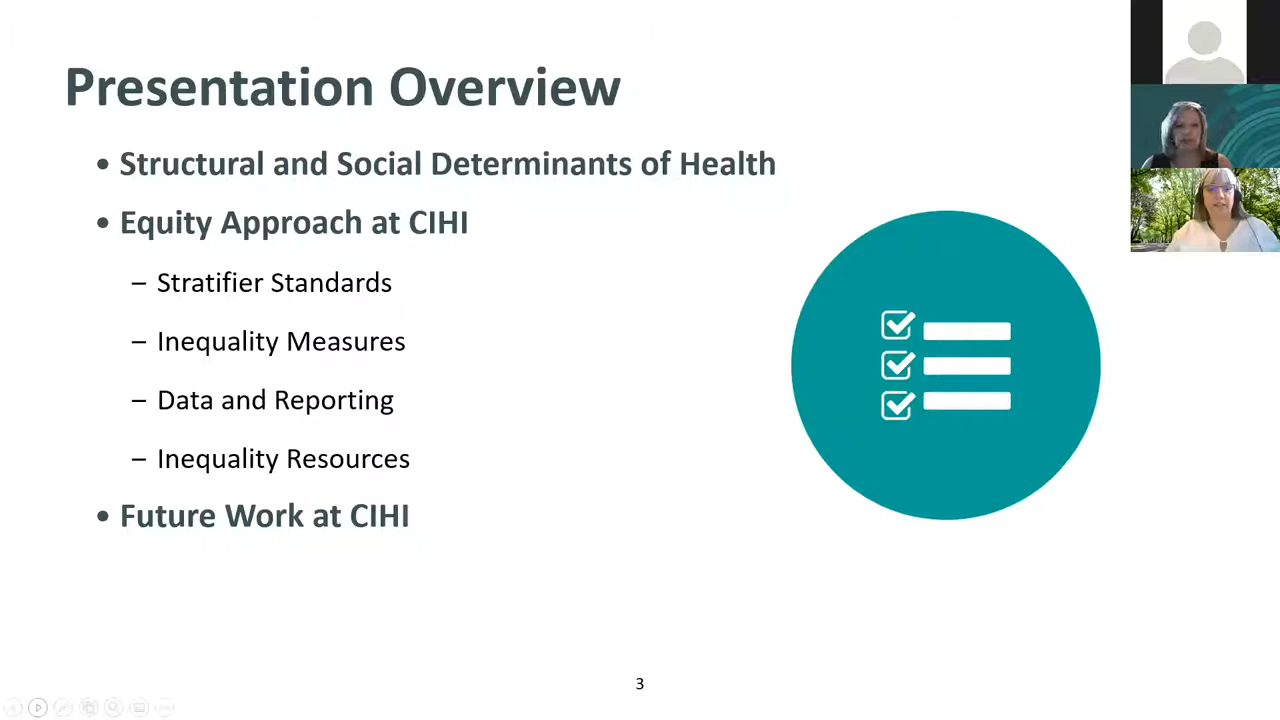 Presentation Overview
• Structural and Social Determinants of Health
• Equity Approach at CIHI
– Stratifier Standards
– Inequality Measures
– Data and Reporting
– Inequality Resources
• Future Work at CIHI
3